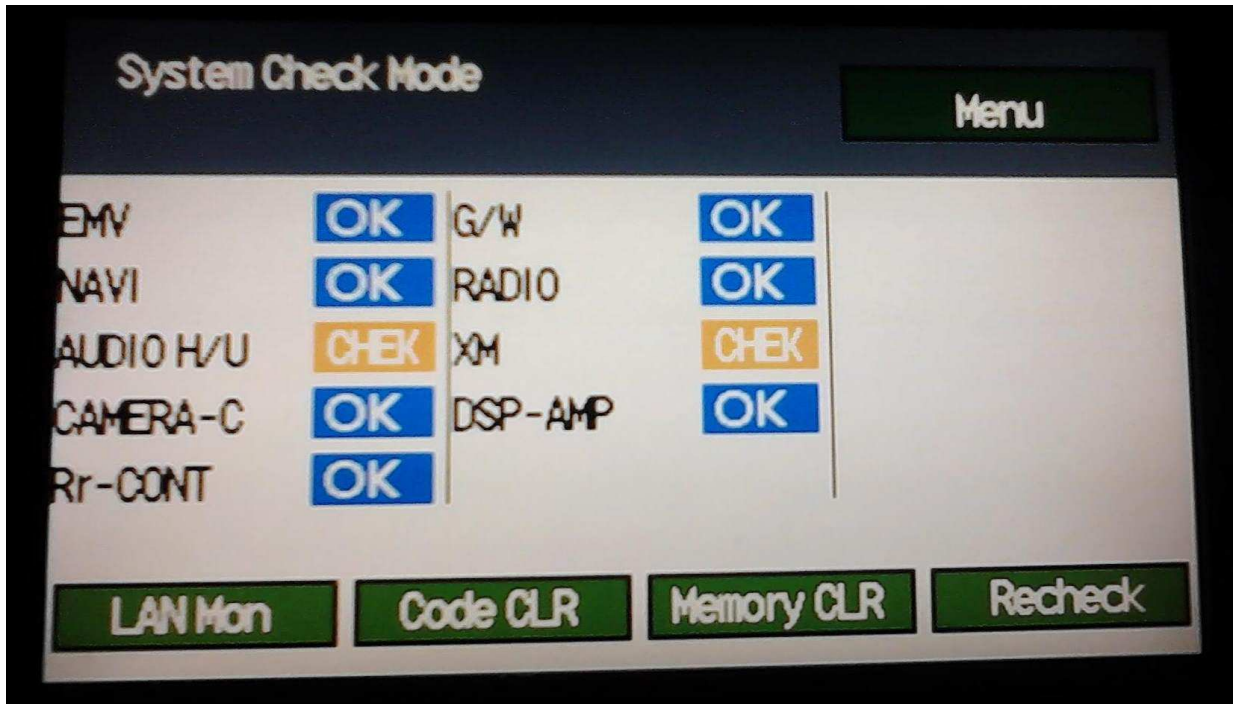 System Check Mode
Menu
EMV OK G/W OK
NAVI OK RADIO OK
AUDIO H/U CHEK XM CHEK
CAMERA-C OK DSP-AMP OK
Rr-CONT OK
LAN Mon Code CLR Memory CLR Recheck